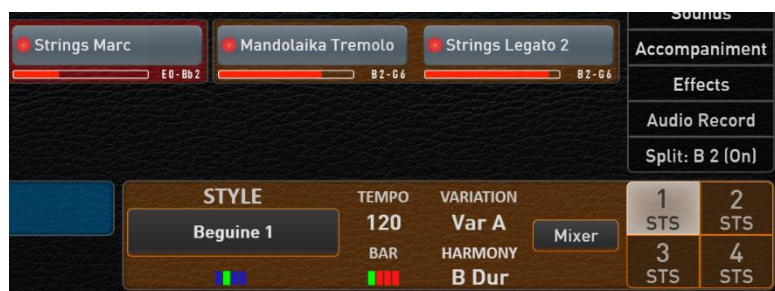 Sounds
Strings Marc
Mandolaika Tremolo
Strings Legato 2
Accompaniment
E0-Bb2
B2-G6
B2-G6
Effects
Audio Record
Split: B 2 (On)
STYLE
TEMPO
VARIATION
1
STS
2
STS
Beguine 1
120
Var A
Mixer
BAR
HARMONY
3
STS
4
STS
B Dur